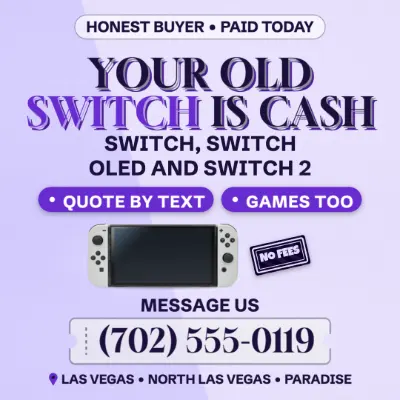 HONEST BUYER • PAID TODAY
YOUR OLD
SWITCH IS CASH
SWITCH, SWITCH
OLED AND SWITCH 2
• QUOTE BY TEXT
• GAMES TOO
NO FEES
MESSAGE US
(702) 555-0119
LAS VEGAS • NORTH LAS VEGAS • PARADISE